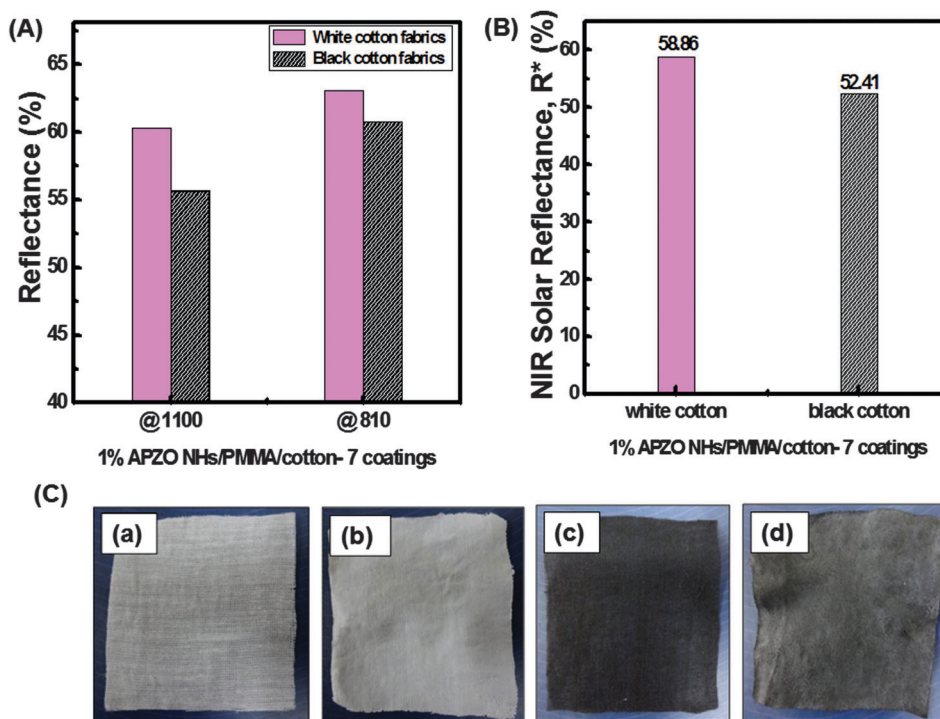 (A)
Reflectance (%)
65
60
55
50
45
40
White cotton fabrics
Black cotton fabrics
@1100
@810
1% APZO NHs/PMMA/cotton- 7 coatings
(B)
NIR Solar Reflectance, R* (%)
60
50
40
30
20
10
0
58.86
52.41
white cotton
black cotton
1% APZO NHs/PMMA/cotton- 7 coatings
(C)
(a)
(b)
(c)
(d)